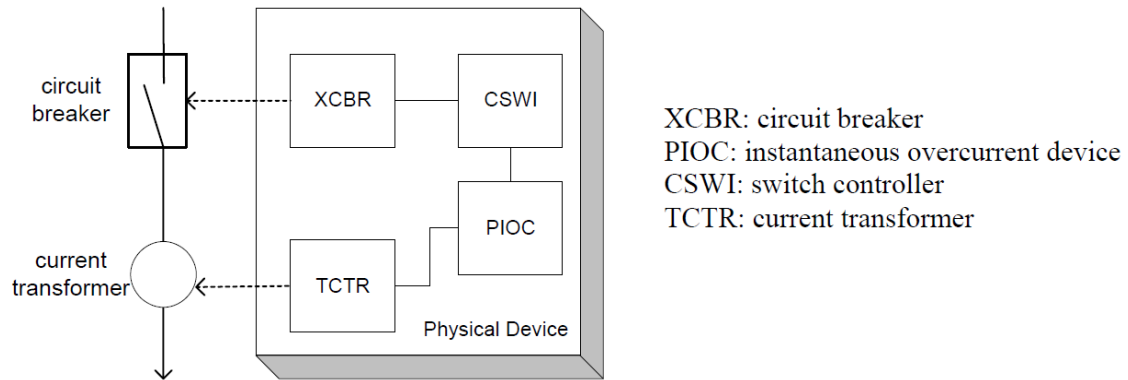 circuit
breaker
XCBR
CSWI
PIOC
current
transformer
TCTR
Physical Device
XCBR: circuit breaker
PIOC: instantaneous overcurrent device
CSWI: switch controller
TCTR: current transformer